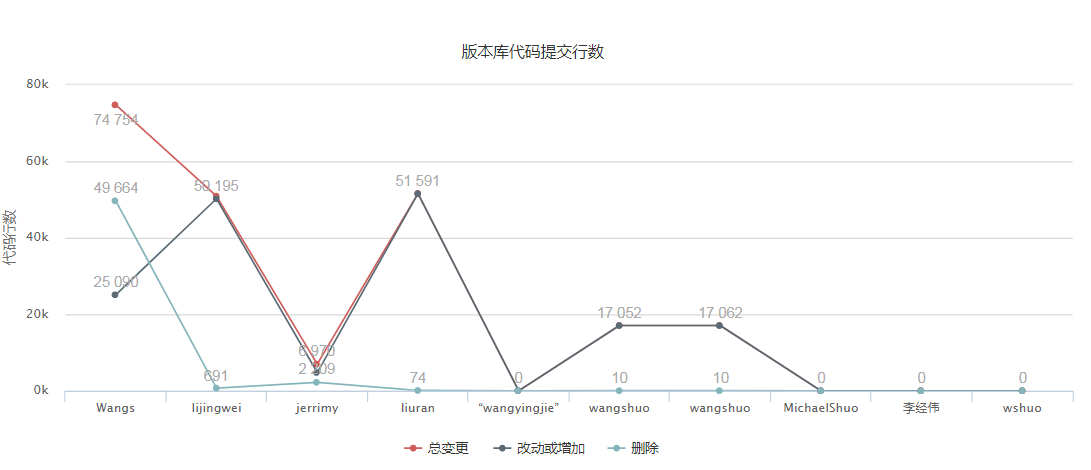 版本库代码提交行数
80k
60k
40k
20k
0k
代码行数
74 754
49 664
25 090
50 195
691
6 970
2 209
51 591
74
0
17 052
10
17 062
10
0
0
0
Wangs
lijingwei
jerrimy
liuran
“wangyingjie”
wangshuo
wangshuo
MichaelShuo
李经伟
wshuo
总变更
改动或增加
删除